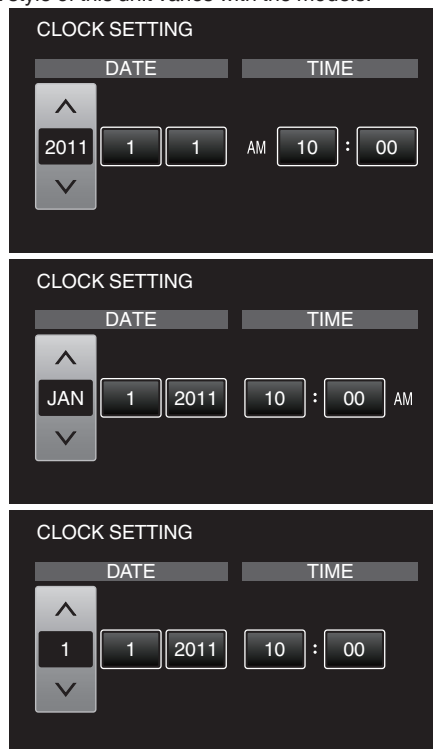 style of this unit varies with the models.
CLOCK SETTING
DATE TIME
2011 1 1 AM 10 : 00
CLOCK SETTING
DATE TIME
JAN 1 2011 10 : 00 AM
CLOCK SETTING
DATE TIME
1 1 2011 10 : 00